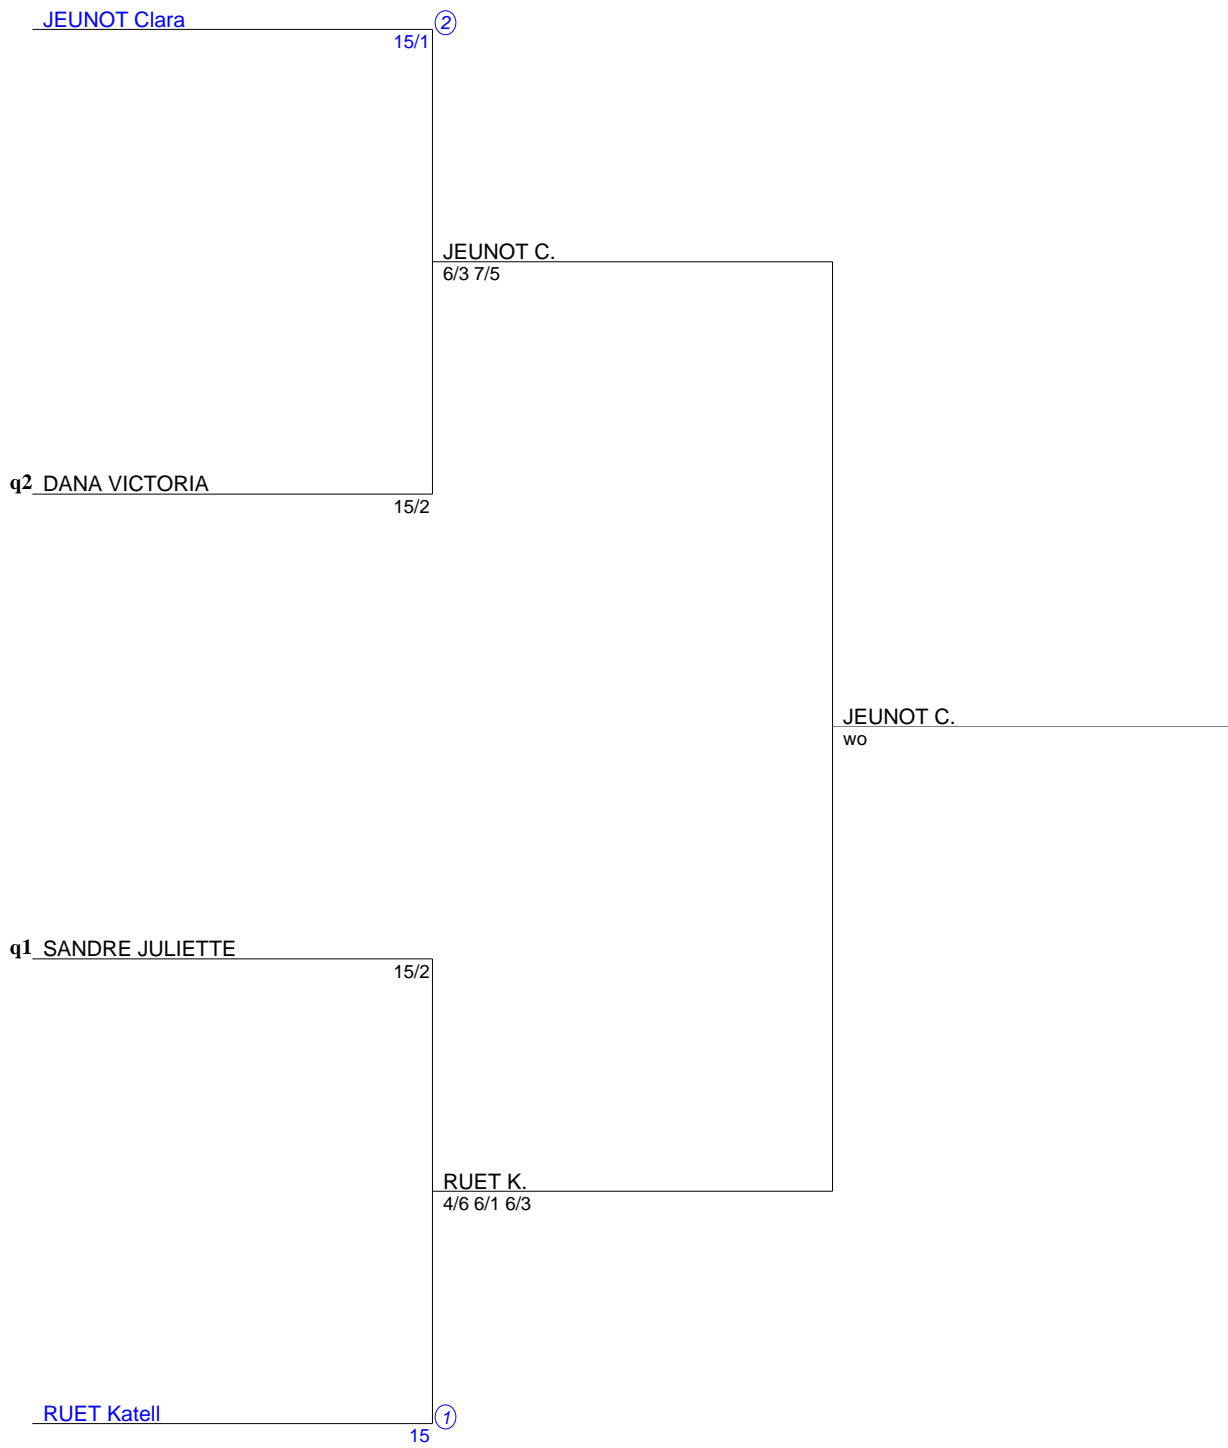 JEUNOT Clara
2
15/1
JEUNOT C.
6/3 7/5
q2 DANA VICTORIA
15/2
JEUNOT C.
wo
q1 SANDRE JULIETTE
15/2
RUET K.
4/6 6/1 6/3
RUET Katell
1
15